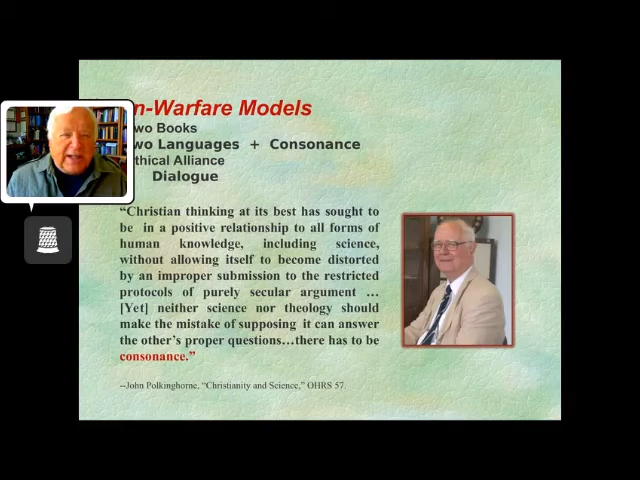 n-Warfare Models
wo Books
wo Languages + Consonance
thical Alliance
Dialogue
“Christian thinking at its best has sought to
be in a positive relationship to all forms of
human knowledge, including science,
without allowing itself to become distorted
by an improper submission to the restricted
protocols of purely secular argument …
[Yet] neither science nor theology should
make the mistake of supposing it can answer
the other’s proper questions…there has to be
consonance.”
--John Polkinghorne, “Christianity and Science,” OHRS 57.